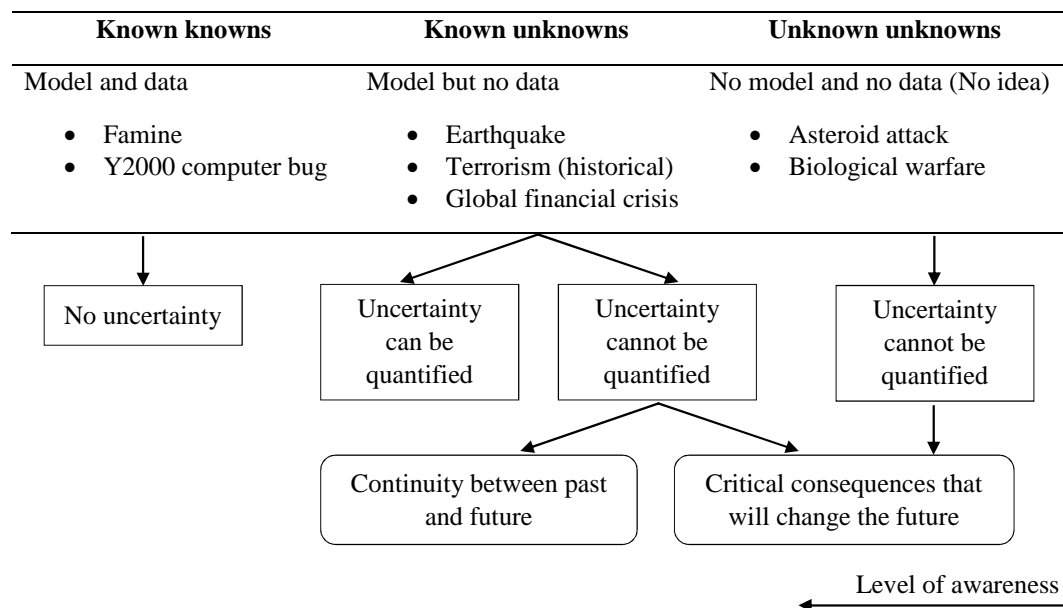 Known knowns
Known unknowns
Unknown unknowns
Model and data
Model but no data
No model and no data (No idea)
• Famine
• Y2000 computer bug
• Earthquake
• Terrorism (historical)
• Global financial crisis
• Asteroid attack
• Biological warfare
No uncertainty
Uncertainty
can be
quantified
Uncertainty
cannot be
quantified
Uncertainty
cannot be
quantified
Continuity between past
and future
Critical consequences that
will change the future
Level of awareness